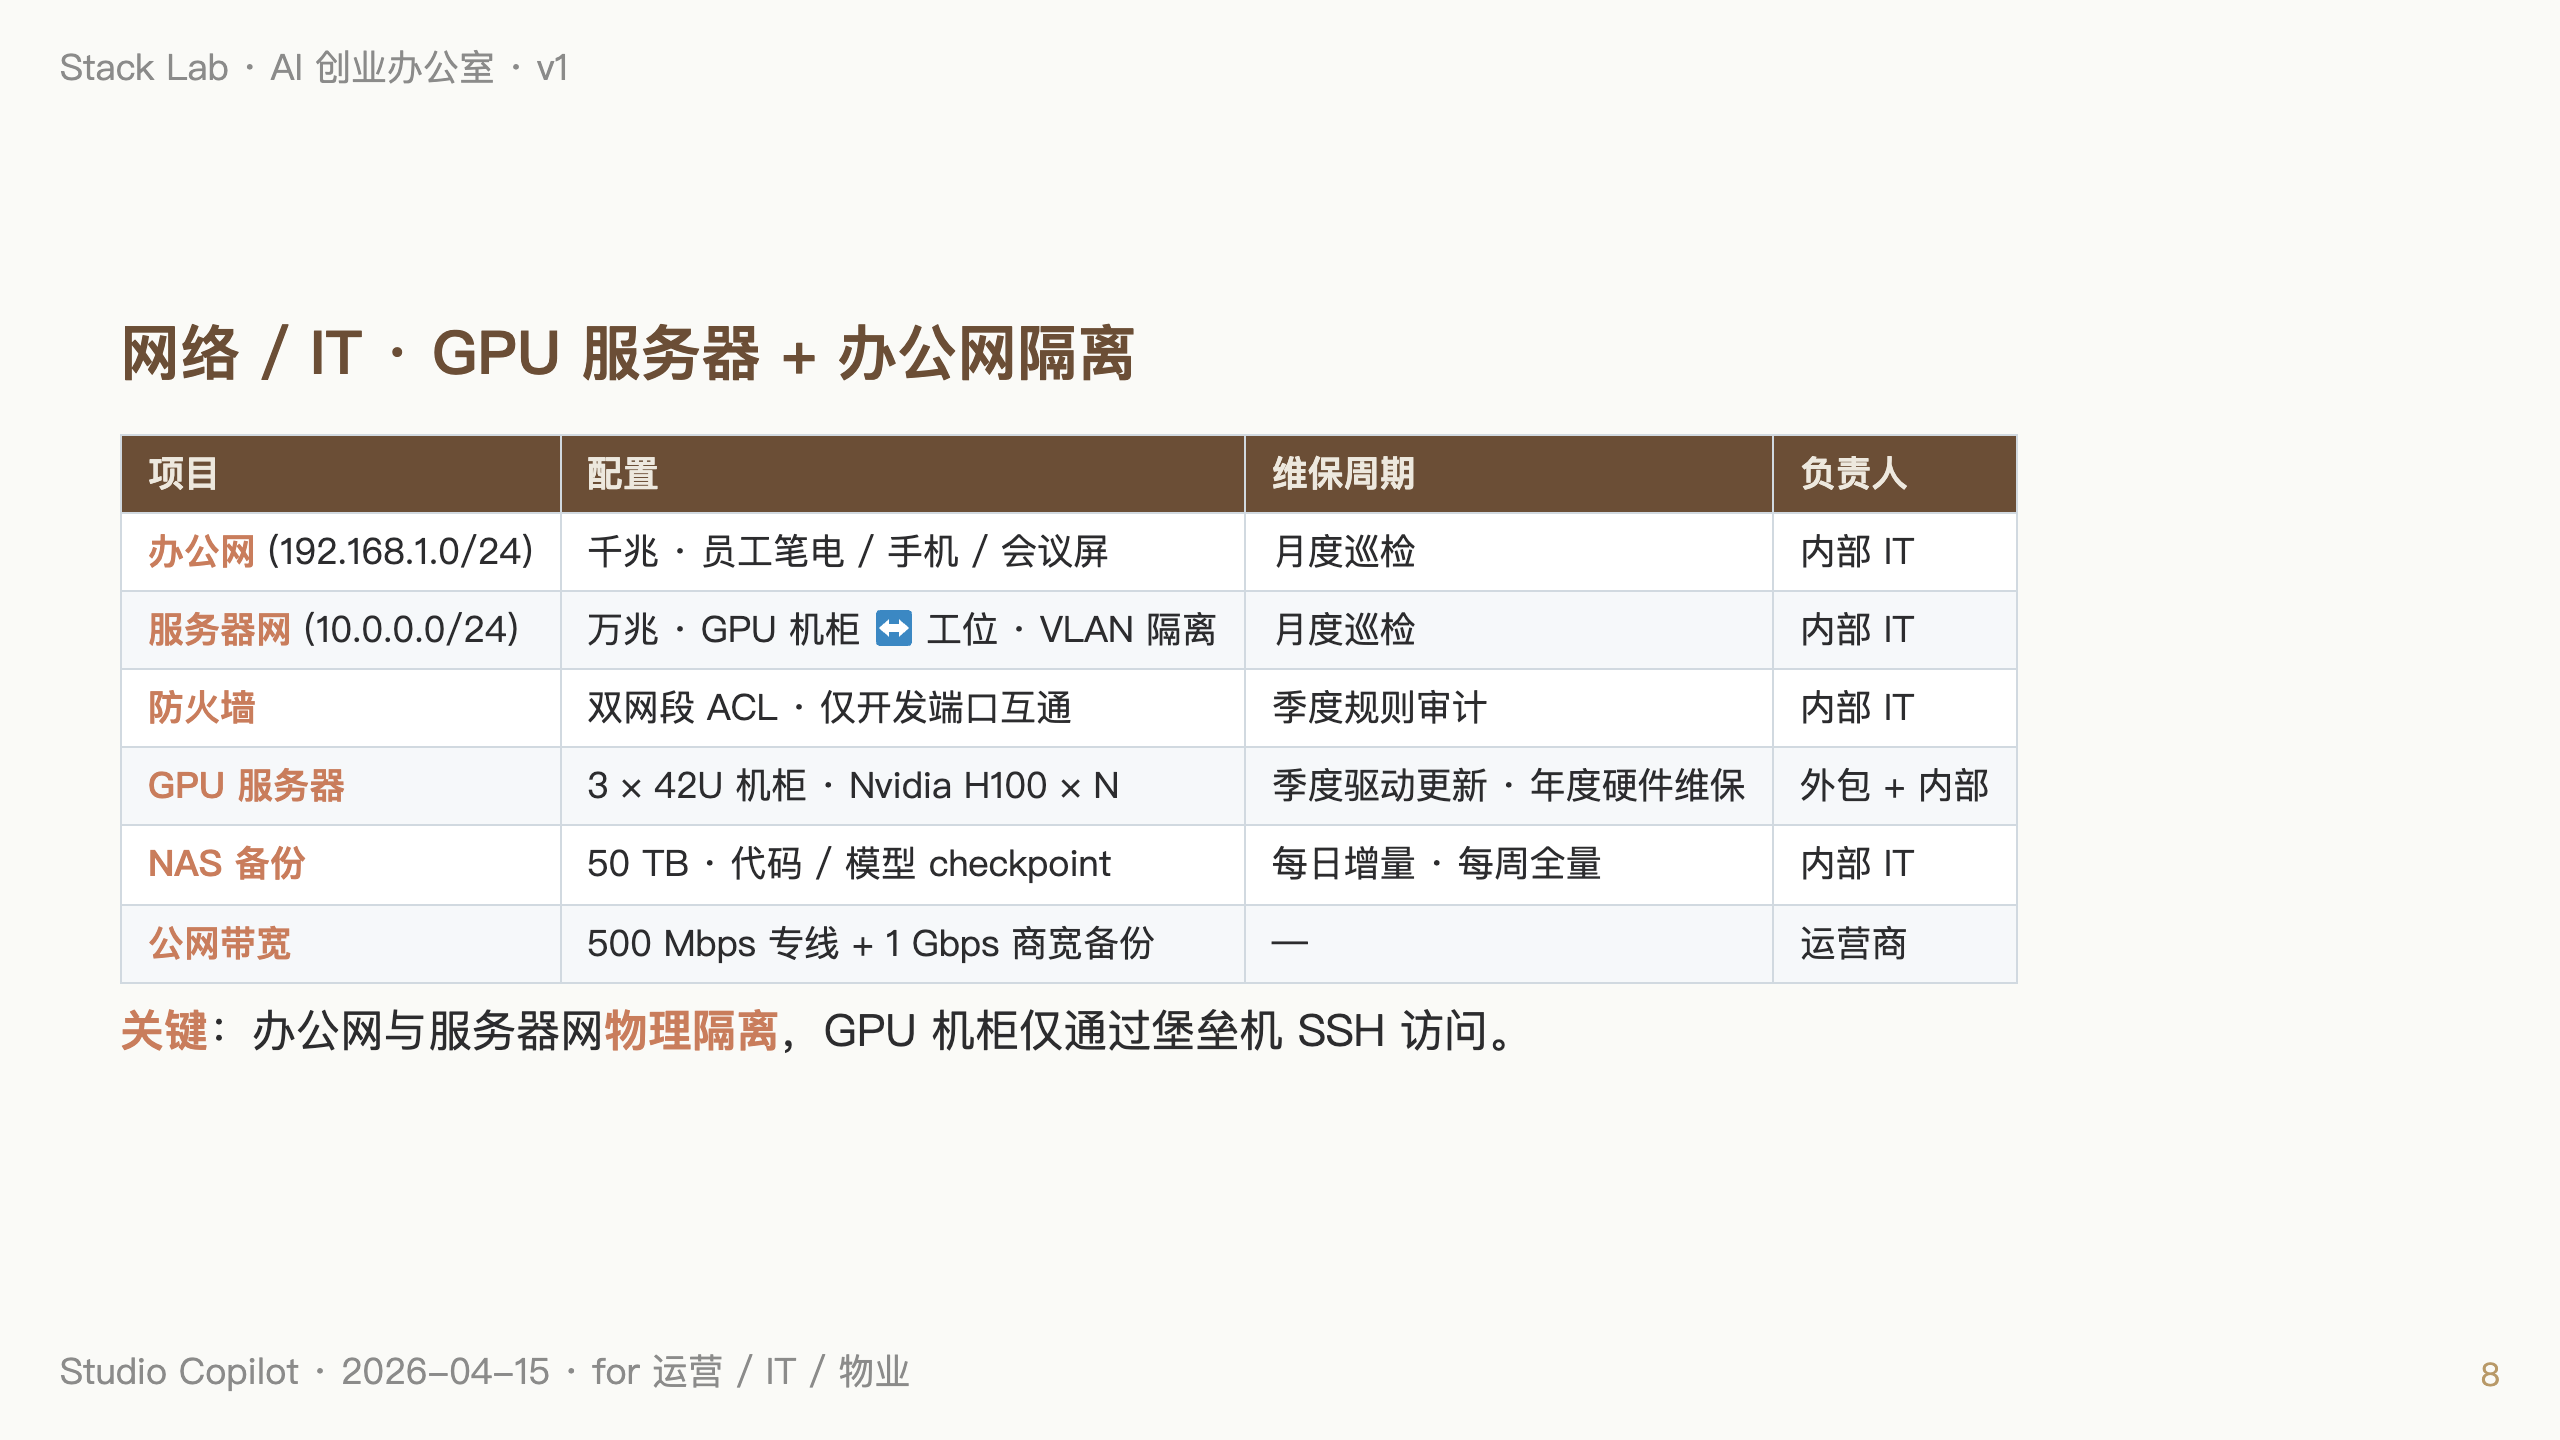 Stack Lab · AI 创业办公室 · v1
网络 / IT · GPU 服务器 + 办公网隔离
项目 配置 维保周期 负责人
办公网 (192.168.1.0/24) 千兆 · 员工笔电 / 手机 / 会议屏 月度巡检 内部 IT
服务器网 (10.0.0.0/24) 万兆 · GPU 机柜 ↔️ 工位 · VLAN 隔离 月度巡检 内部 IT
防火墙 双网段 ACL · 仅开发端口互通 季度规则审计 内部 IT
GPU 服务器 3 × 42U 机柜 · Nvidia H100 × N 季度驱动更新 · 年度硬件维保 外包 + 内部
NAS 备份 50 TB · 代码 / 模型 checkpoint 每日增量 · 每周全量 内部 IT
公网带宽 500 Mbps 专线 + 1 Gbps 商宽备份 — 运营商
关键：办公网与服务器网物理隔离，GPU 机柜仅通过堡垒机 SSH 访问。
Studio Copilot · 2026-04-15 · for 运营 / IT / 物业
8